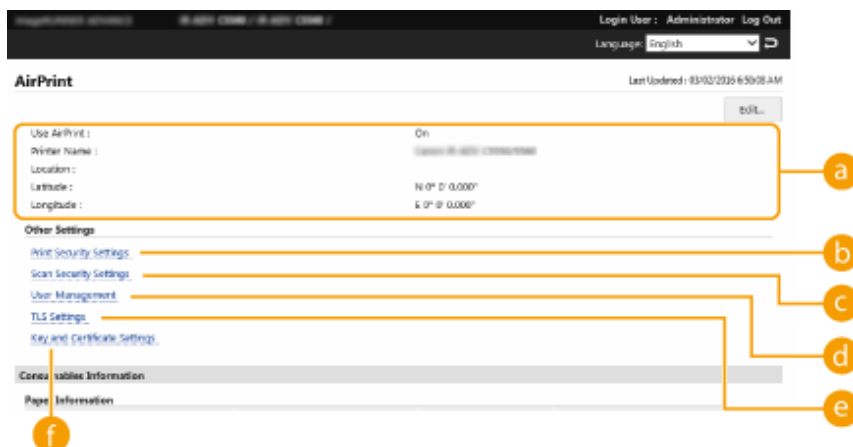 Login User : Administrator Log Out
Language: English
AirPrint
Last Updated : 03/02/2016 6:50:08 AM
Edit...
Use AirPrint : On
Printer Name :
Location :
Latitude : N 0° 0' 0.000"
Longitude : E 0° 0' 0.000"
a
Other Settings
Print Security Settings
b
Scan Security Settings
c
User Management
d
TLS Settings
e
Key and Certificate Settings
f
Consumables Information
Paper Information